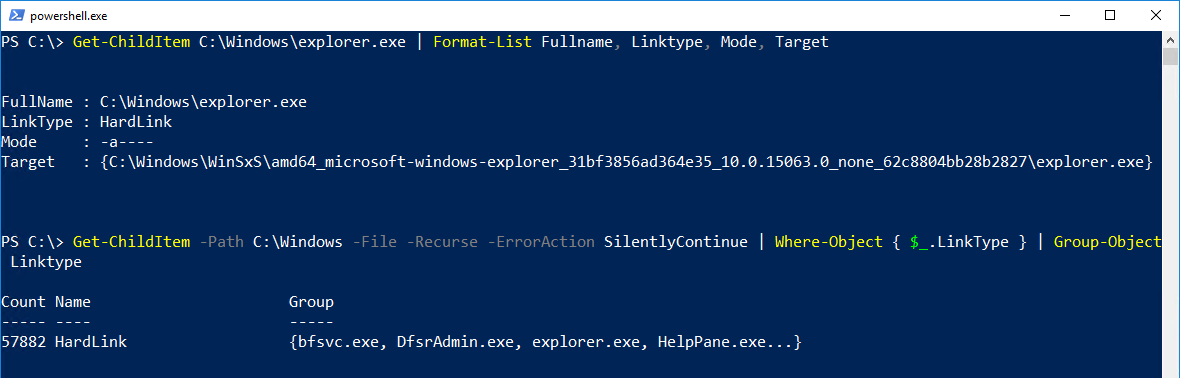 powershell.exe
PS C:\> Get-ChildItem C:\Windows\explorer.exe | Format-List Fullname, Linktype, Mode, Target
FullName : C:\Windows\explorer.exe
LinkType : HardLink
Mode     : -a----
Target   : {C:\Windows\WinSxS\amd64_microsoft-windows-explorer_31bf3856ad364e35_10.0.15063.0_none_62c8804bb28b2827\explorer.exe}
PS C:\> Get-ChildItem -Path C:\Windows -File -Recurse -ErrorAction SilentlyContinue | Where-Object { $_.LinkType } | Group-Object
 Linktype
Count Name                      Group
----- ----                      -----
57882 HardLink                  {bfsvc.exe, DfsrAdmin.exe, explorer.exe, HelpPane.exe...}